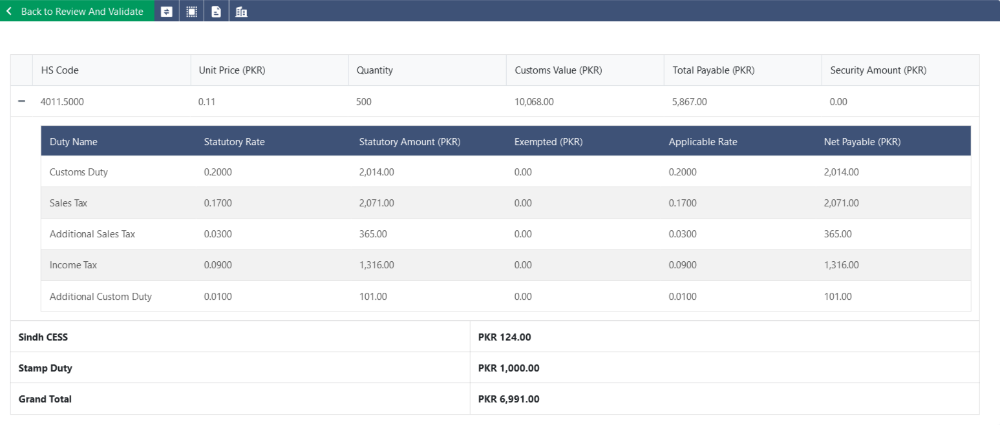 Back to Review And Validate
HS Code Unit Price (PKR) Quantity Customs Value (PKR) Total Payable (PKR) Security Amount (PKR)
4011.5000 0.11 500 10,068.00 5,867.00 0.00
Duty Name Statutory Rate Statutory Amount (PKR) Exempted (PKR) Applicable Rate Net Payable (PKR)
Customs Duty 0.2000 2,014.00 0.00 0.2000 2,014.00
Sales Tax 0.1700 2,071.00 0.00 0.1700 2,071.00
Additional Sales Tax 0.0300 365.00 0.00 0.0300 365.00
Income Tax 0.0900 1,316.00 0.00 0.0900 1,316.00
Additional Custom Duty 0.0100 101.00 0.00 0.0100 101.00
Sindh CESS PKR 124.00
Stamp Duty PKR 1,000.00
Grand Total PKR 6,991.00